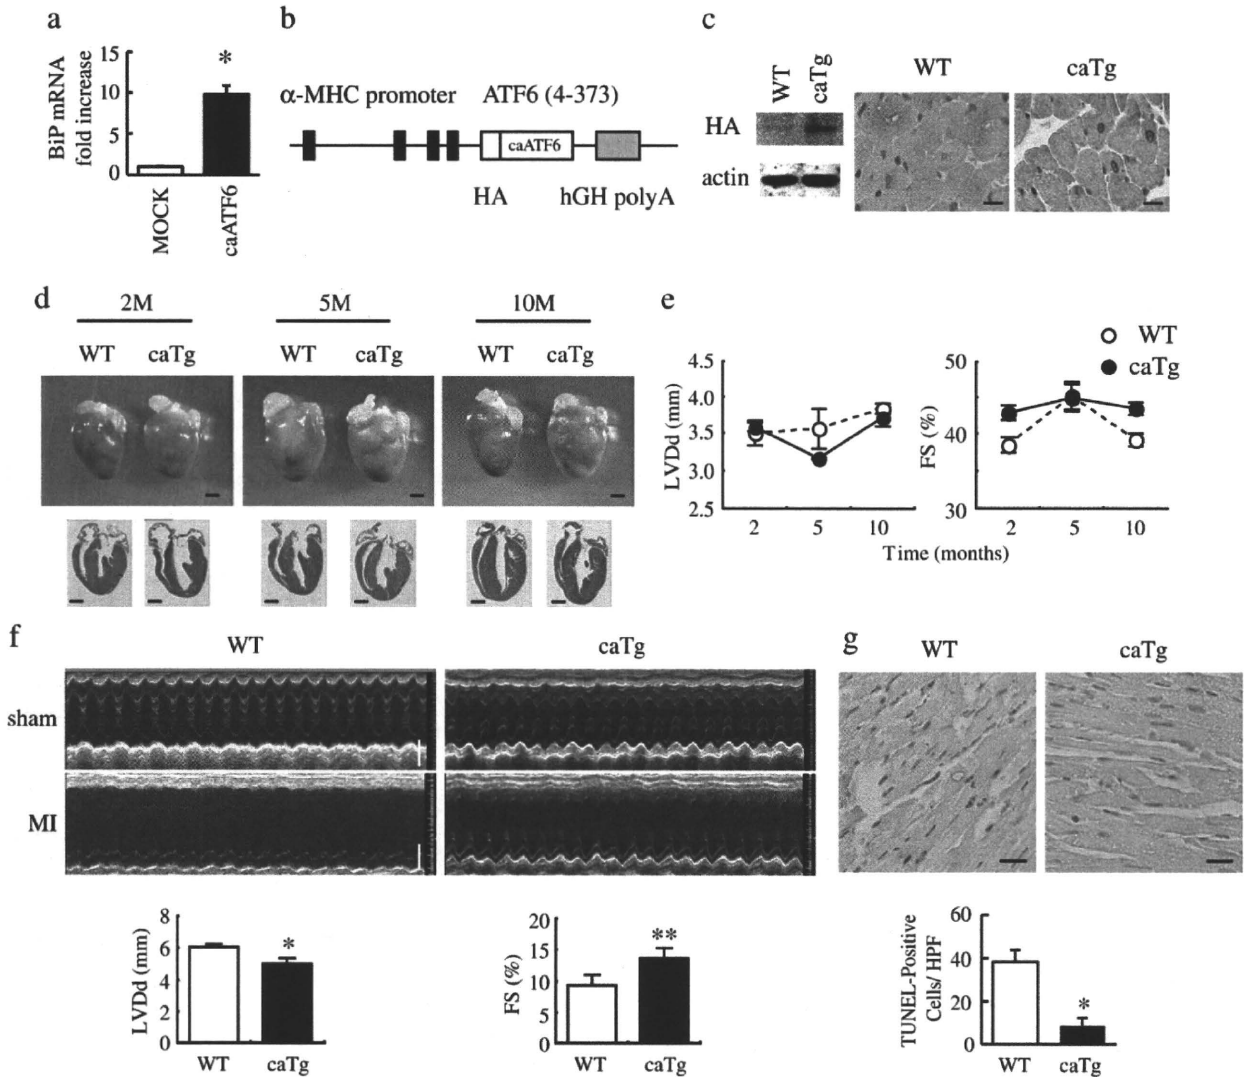 a
b
c
15
10
5
0
BiP mRNA
fold increase
*
MOCK
caATF6
α-MHC promoter
ATF6 (4-373)
caATF6
HA
hGH polyA
WT
caTg
HA
actin
WT
caTg
d
2M
5M
10M
WT
caTg
WT
caTg
WT
caTg
e
WT
caTg
4.5
4.0
3.5
3.0
2.5
LVDd (mm)
2
5
10
50
40
30
FS (%)
2
5
10
Time (months)
f
WT
caTg
sham
MI
8
6
4
2
0
LVDd (mm)
*
WT
caTg
20
15
10
5
0
FS (%)
**
WT
caTg
g
WT
caTg
60
40
20
0
TUNEL-Positive
Cells/ HPF
*
WT
caTg